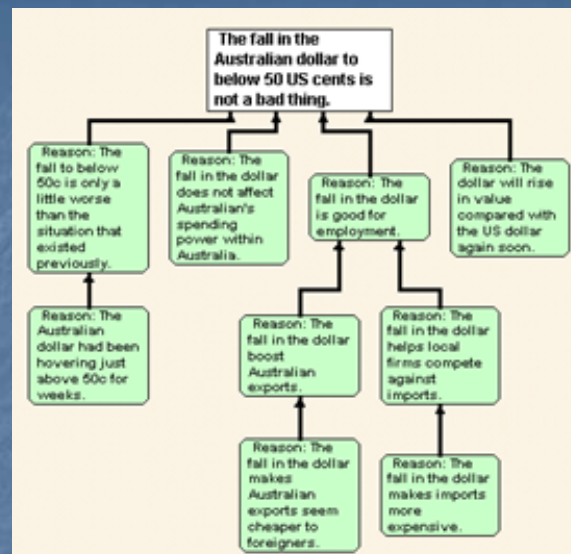 The fall in the
Australian dollar to
below 50 US cents is
not a bad thing.
Reason: The
fall to below
50c is only a
little worse
than the
situation that
existed
previously.
Reason: The
fall in the dollar
does not affect
Australian's
spending
power within
Australia.
Reason: The
fall in the dollar
is good for
employment.
Reason: The
dollar will rise
in value
compared with
the US dollar
again soon.
Reason: The
Australian
dollar had been
hovering just
above 50c for
weeks.
Reason: The
fall in the dollar
boost
Australian
exports.
Reason: The
fall in the dollar
helps local
firms compete
against
imports.
Reason: The
fall in the dollar
makes
Australian
exports seem
cheaper to
foreigners.
Reason: The
fall in the dollar
makes imports
more
expensive.